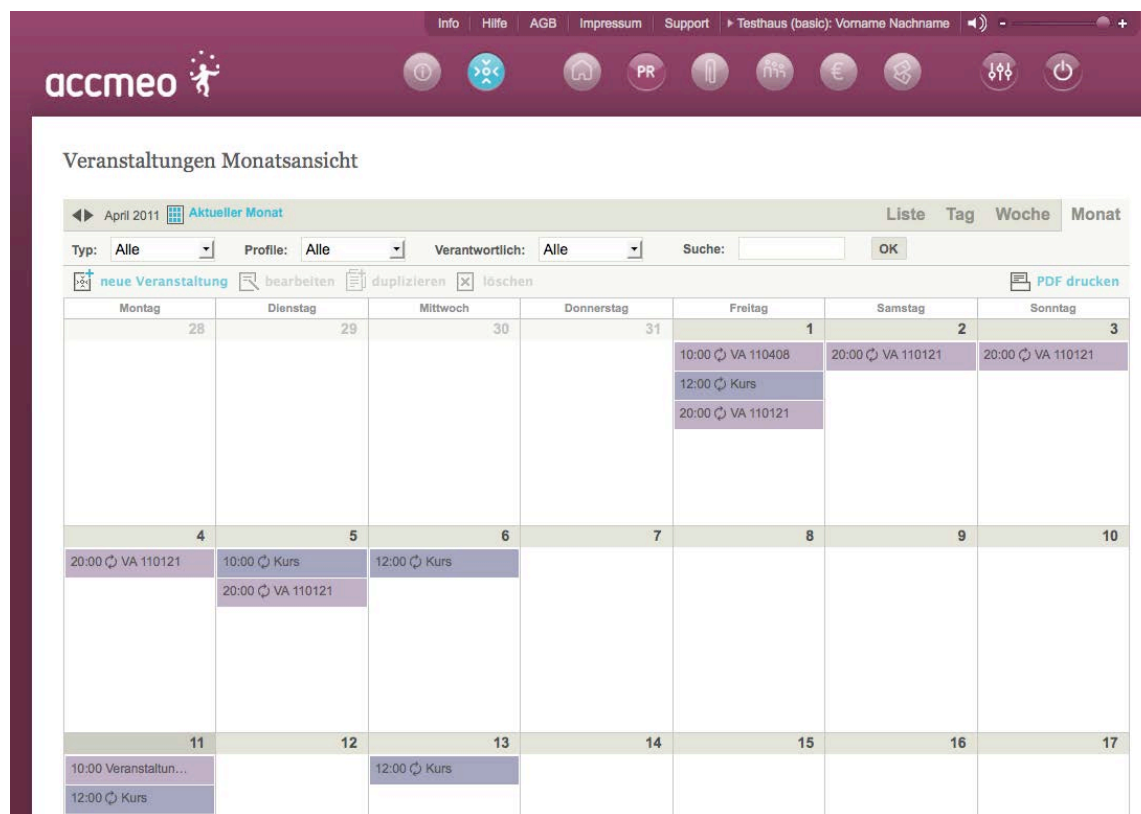 Info Hilfe AGB Impressum Support Testhaus (basic): Vorname Nachname - +
accmeo PR €
Veranstaltungen Monatsansicht
April 2011 Aktueller Monat Liste Tag Woche Monat
Typ: Alle Profile: Alle Verantwortlich: Alle Suche: OK
neue Veranstaltung bearbeiten duplizieren löschen PDF drucken
Montag Dienstag Mittwoch Donnerstag Freitag Samstag Sonntag
28 29 30 31 1 2 3
10:00 VA 110408 20:00 VA 110121 20:00 VA 110121
12:00 Kurs
20:00 VA 110121
4 5 6 7 8 9 10
20:00 VA 110121 10:00 Kurs 12:00 Kurs
20:00 VA 110121
11 12 13 14 15 16 17
10:00 Veranstaltun... 12:00 Kurs
12:00 Kurs